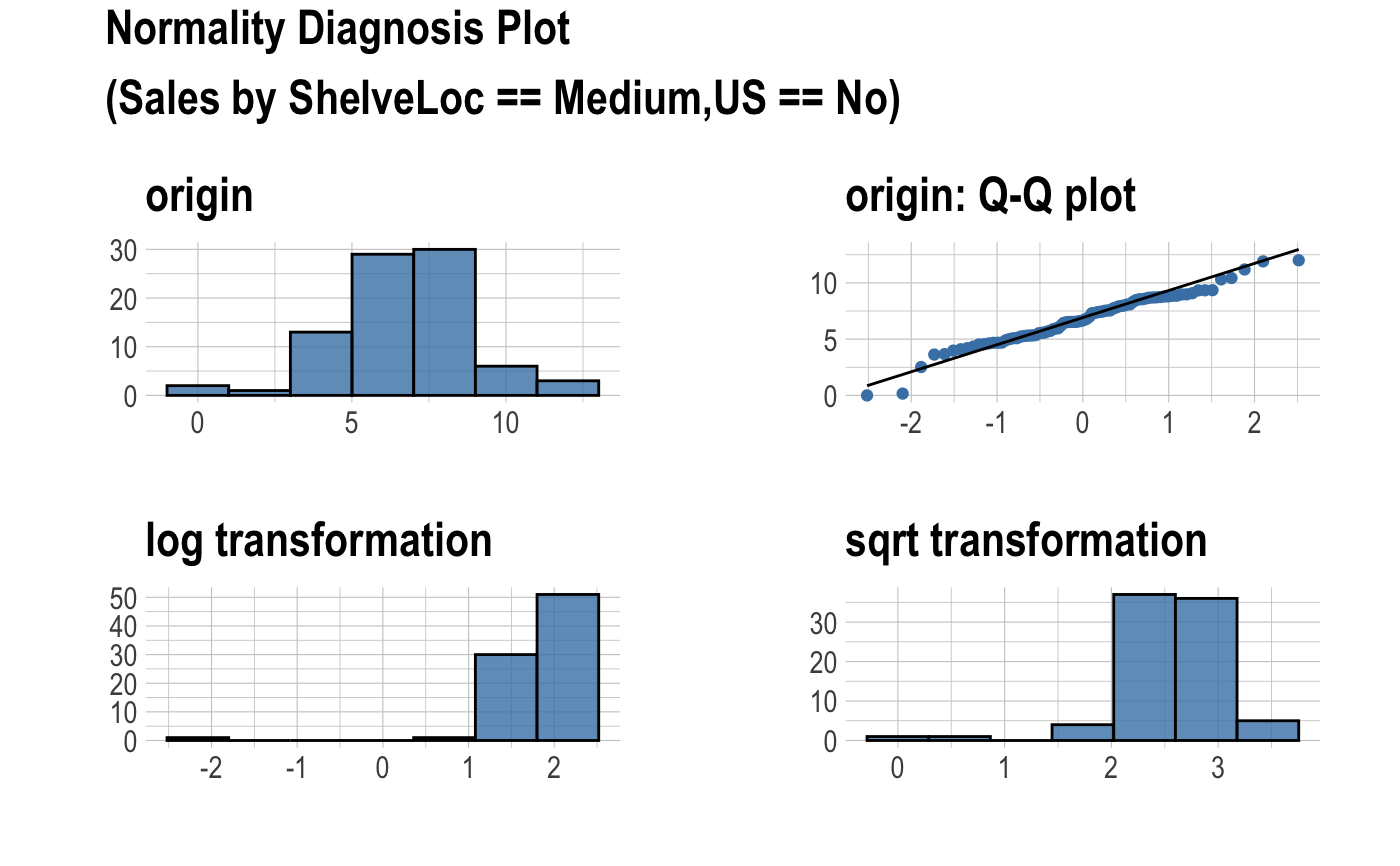 Normality Diagnosis Plot
(Sales by ShelveLoc == Medium,US == No)
origin
30
20
10
0
0 5 10
origin: Q-Q plot
10
5
0
-2 -1 0 1 2
log transformation
50
40
30
20
10
0
-2 -1 0 1 2
sqrt transformation
30
20
10
0
0 1 2 3